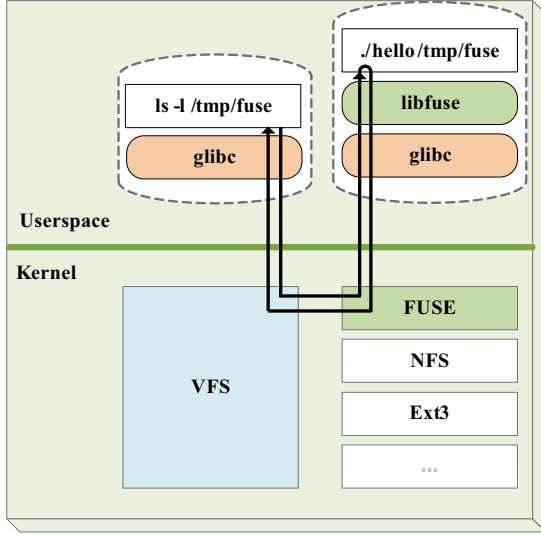 ./hello /tmp/fuse
libfuse
glibc
ls -l /tmp/fuse
glibc
Userspace
Kernel
VFS
FUSE
NFS
Ext3
...